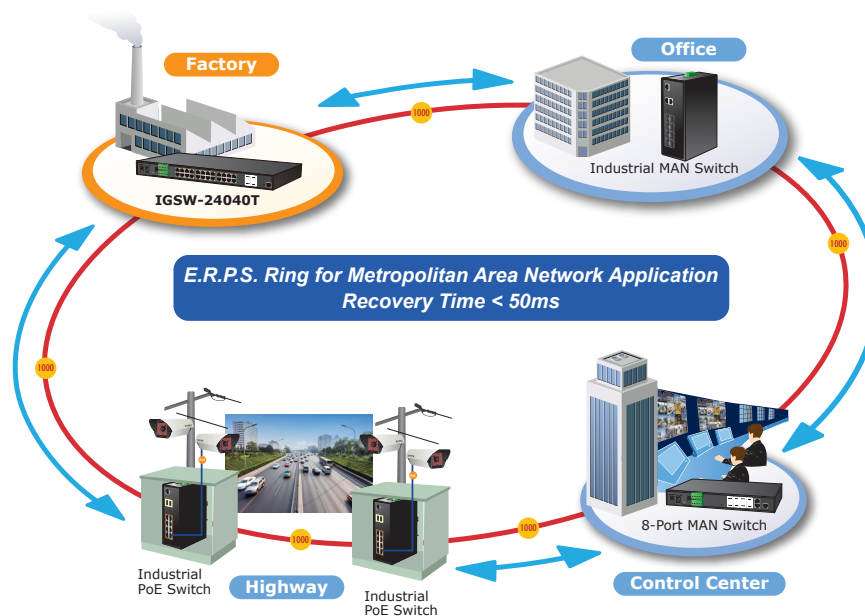 Factory
Office
1000
IGSW-24040T
Industrial MAN Switch
1000
E.R.P.S. Ring for Metropolitan Area Network Application
Recovery Time < 50ms
1000
1000
1000
8-Port MAN Switch
Industrial
PoE Switch
Highway
Industrial
PoE Switch
Control Center